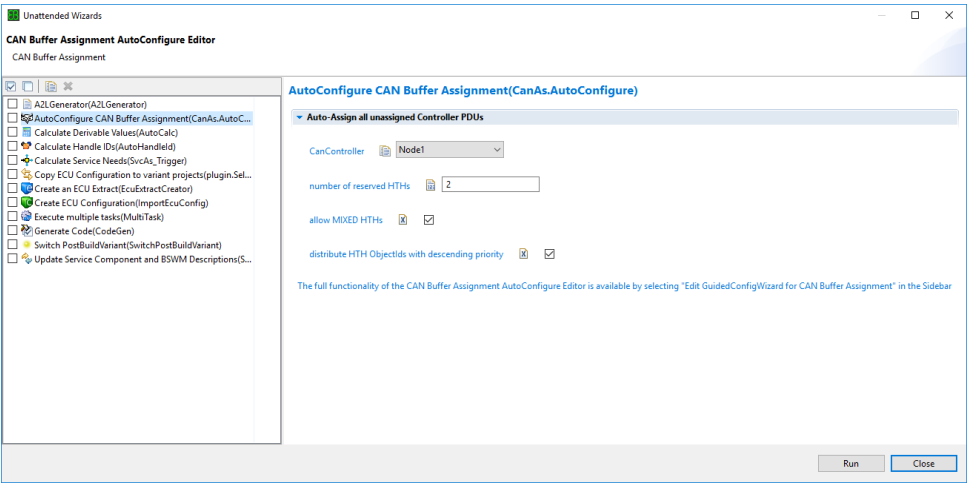 Unattended Wizards
CAN Buffer Assignment AutoConfigure Editor
CAN Buffer Assignment
A2LGenerator(A2LGenerator)
AutoConfigure CAN Buffer Assignment(CanAs.AutoC...
Calculate Derivable Values(AutoCalc)
Calculate Handle IDs(AutoHandleId)
Calculate Service Needs(SvcAs_Trigger)
Copy ECU Configuration to variant projects(plugin.Sel...
Create an ECU Extract(EcuExtractCreator)
Create ECU Configuration(ImportEcuConfig)
Execute multiple tasks(MultiTask)
Generate Code(CodeGen)
Switch PostBuildVariant(SwitchPostBuildVariant)
Update Service Component and BSWM Descriptions(S...
AutoConfigure CAN Buffer Assignment(CanAs.AutoConfigure)
Auto-Assign all unassigned Controller PDUs
CanController Node1
number of reserved HTHs 2
allow MIXED HTHs
distribute HTH ObjectIds with descending priority
The full functionality of the CAN Buffer Assignment AutoConfigure Editor is available by selecting "Edit GuidedConfigWizard for CAN Buffer Assignment" in the Sidebar
Run Close